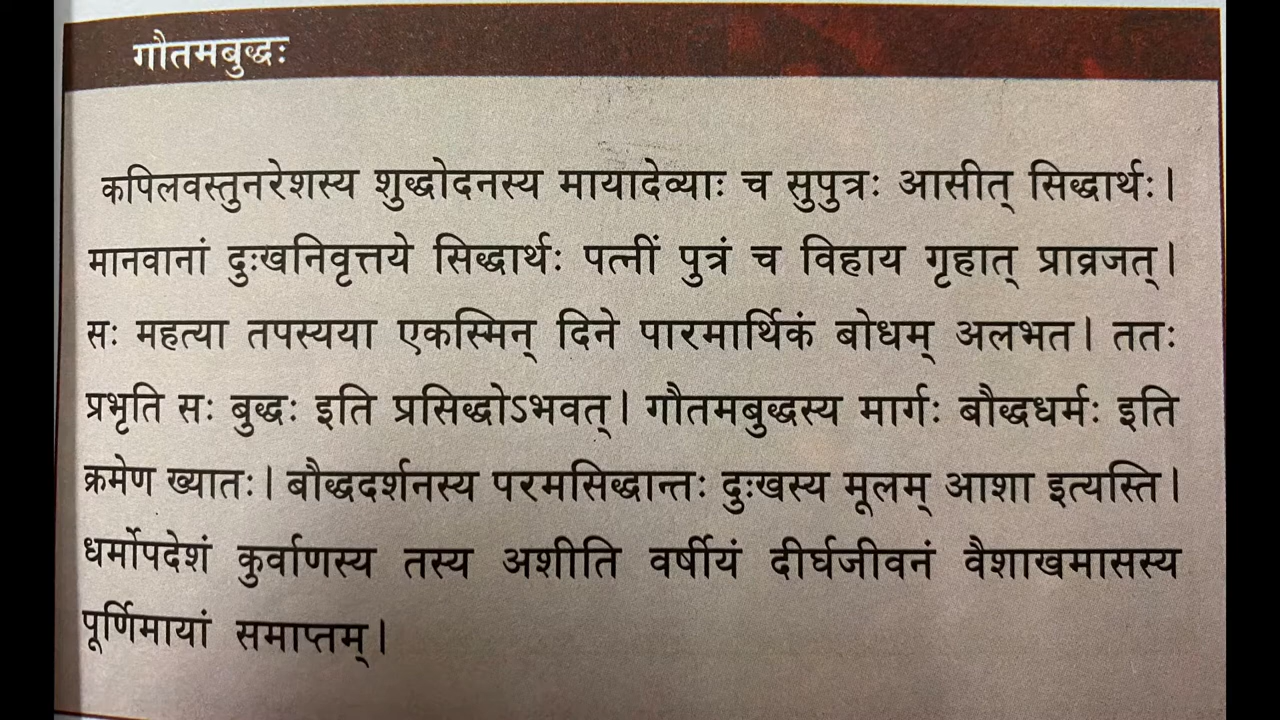 गौतमबुद्धः
कपिलवस्तुनरेशस्य शुद्धोदनस्य मायादेव्याः च सुपुत्रः आसीत् सिद्धार्थः।
मानवानां दुःखनिवृत्तये सिद्धार्थः पत्नीं पुत्रं च विहाय गृहात् प्राव्रजत्।
सः महत्या तपस्यया एकस्मिन् दिने पारमार्थिकं बोधम् अलभत। ततः
प्रभृति सः बुद्धः इति प्रसिद्धोऽभवत्। गौतमबुद्धस्य मार्गः बौद्धधर्मः इति
क्रमेण ख्यातः। बौद्धदर्शनस्य परमसिद्धान्तः दुःखस्य मूलम् आशा इत्यस्ति।
धर्मोपदेशं कुर्वाणस्य तस्य अशीति वर्षीयं दीर्घजीवनं वैशाखमासस्य
पूर्णिमायां समाप्तम्।